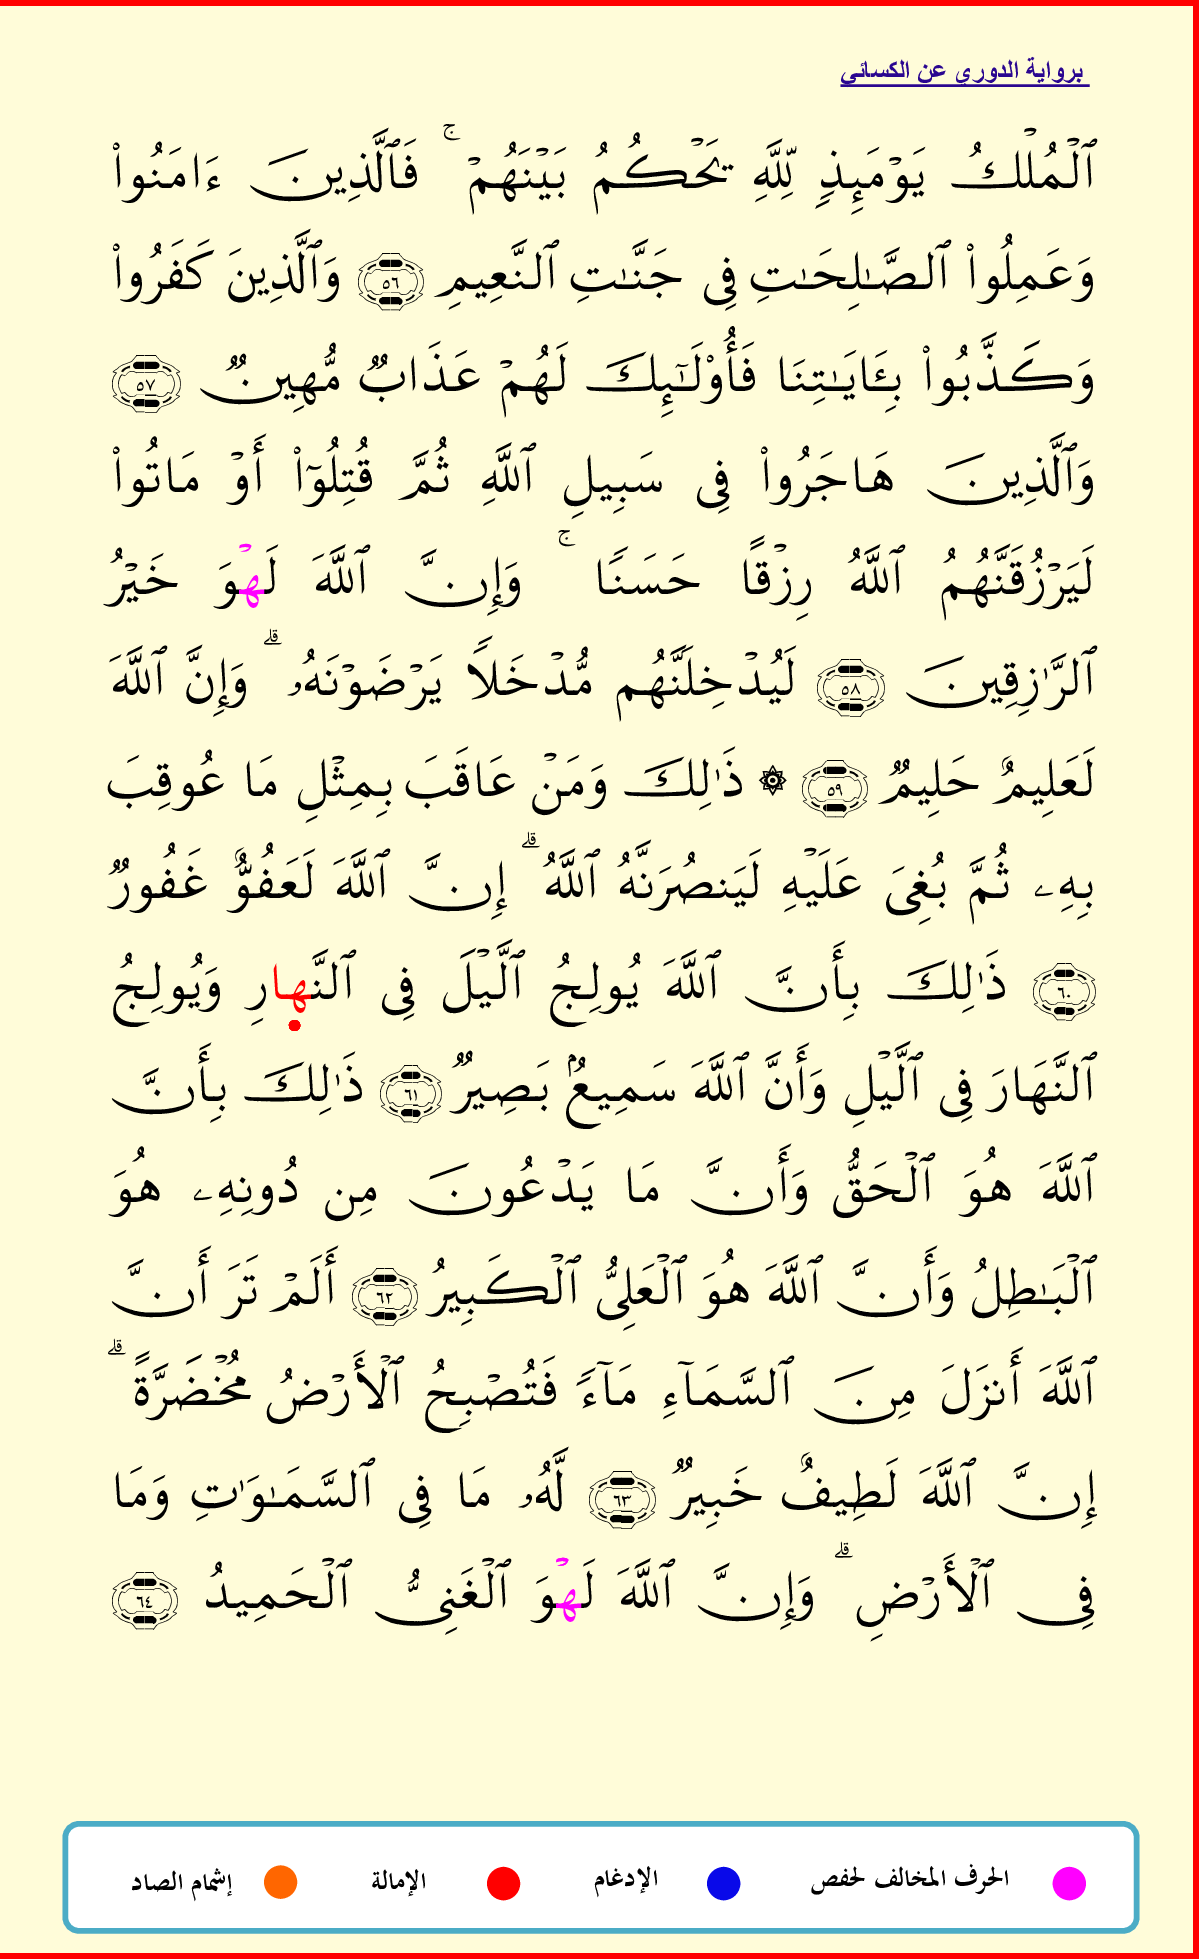 برواية الدوري عن الكسائي
ٱلْمُلْكُ يَوْمَئِذٍ لِّلَّهِ يَحْكُمُ بَيْنَهُمْ ۚ فَٱلَّذِينَ ءَامَنُوا۟
وَعَمِلُوا۟ ٱلصَّـٰلِحَـٰتِ فِى جَنَّـٰتِ ٱلنَّعِيمِ ٥٦ وَٱلَّذِينَ كَفَرُوا۟
وَكَذَّبُوا۟ بِـَٔايَـٰتِنَا فَأُو۟لَـٰٓئِكَ لَهُمْ عَذَابٌ مُّهِينٌ ٥٧
وَٱلَّذِينَ هَاجَرُوا۟ فِى سَبِيلِ ٱللَّهِ ثُمَّ قُتِلُوٓا۟ أَوْ مَاتُوا۟
لَيَرْزُقَنَّهُمُ ٱللَّهُ رِزْقًا حَسَنًا ۚ وَإِنَّ ٱللَّهَ لَهْوَ خَيْرُ
ٱلرَّٰزِقِينَ ٥٨ لَيُدْخِلَنَّهُم مُّدْخَلًا يَرْضَوْنَهُۥ ۗ وَإِنَّ ٱللَّهَ
لَعَلِيمٌ حَلِيمٌ ٥٩ ۞ ذَٰلِكَ وَمَنْ عَاقَبَ بِمِثْلِ مَا عُوقِبَ
بِهِۦ ثُمَّ بُغِىَ عَلَيْهِ لَيَنصُرَنَّهُ ٱللَّهُ ۗ إِنَّ ٱللَّهَ لَعَفُوٌّ غَفُورٌ
٦٠ ذَٰلِكَ بِأَنَّ ٱللَّهَ يُولِجُ ٱلَّيْلَ فِى ٱلنَّهارِ وَيُولِجُ
ٱلنَّهَارَ فِى ٱلَّيْلِ وَأَنَّ ٱللَّهَ سَمِيعٌۢ بَصِيرٌ ٦١ ذَٰلِكَ بِأَنَّ
ٱللَّهَ هُوَ ٱلْحَقُّ وَأَنَّ مَا يَدْعُونَ مِن دُونِهِۦ هُوَ
ٱلْبَـٰطِلُ وَأَنَّ ٱللَّهَ هُوَ ٱلْعَلِىُّ ٱلْكَبِيرُ ٦٢ أَلَمْ تَرَ أَنَّ
ٱللَّهَ أَنزَلَ مِنَ ٱلسَّمَآءِ مَآءً فَتُصْبِحُ ٱلْأَرْضُ مُخْضَرَّةً ۗ
إِنَّ ٱللَّهَ لَطِيفٌ خَبِيرٌ ٦٣ لَّهُۥ مَا فِى ٱلسَّمَـٰوَٰتِ وَمَا
فِى ٱلْأَرْضِ ۗ وَإِنَّ ٱللَّهَ لَهْوَ ٱلْغَنِىُّ ٱلْحَمِيدُ ٦٤
الحرف المخالف لحفص الإدغام الإمالة إشمام الصاد